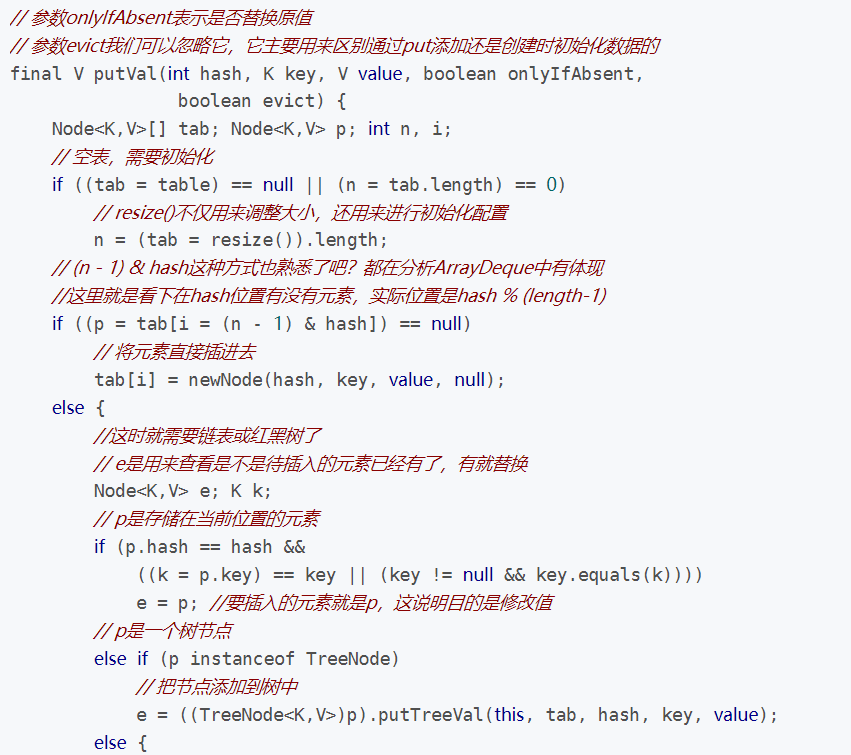 // 参数onlyIfAbsent表示是否替换原值
// 参数evict我们可以忽略它，它主要用来区别通过put添加还是创建时初始化数据的
final V putVal(int hash, K key, V value, boolean onlyIfAbsent,
boolean evict) {
Node<K,V>[] tab; Node<K,V> p; int n, i;
// 空表，需要初始化
if ((tab = table) == null || (n = tab.length) == 0)
// resize()不仅用来调整大小，还用来进行初始化配置
n = (tab = resize()).length;
// (n - 1) & hash这种方式也熟悉了吧？都在分析ArrayDeque中有体现
//这里就是看下在hash位置有没有元素，实际位置是hash % (length-1)
if ((p = tab[i = (n - 1) & hash]) == null)
// 将元素直接插进去
tab[i] = newNode(hash, key, value, null);
else {
//这时就需要链表或红黑树了
// e是用来查看是不是待插入的元素已经有了，有就替换
Node<K,V> e; K k;
// p是存储在当前位置的元素
if (p.hash == hash &&
((k = p.key) == key || (key != null && key.equals(k))))
e = p; //要插入的元素就是p，这说明目的是修改值
// p是一个树节点
else if (p instanceof TreeNode)
// 把节点添加到树中
e = ((TreeNode<K,V>)p).putTreeVal(this, tab, hash, key, value);
else {